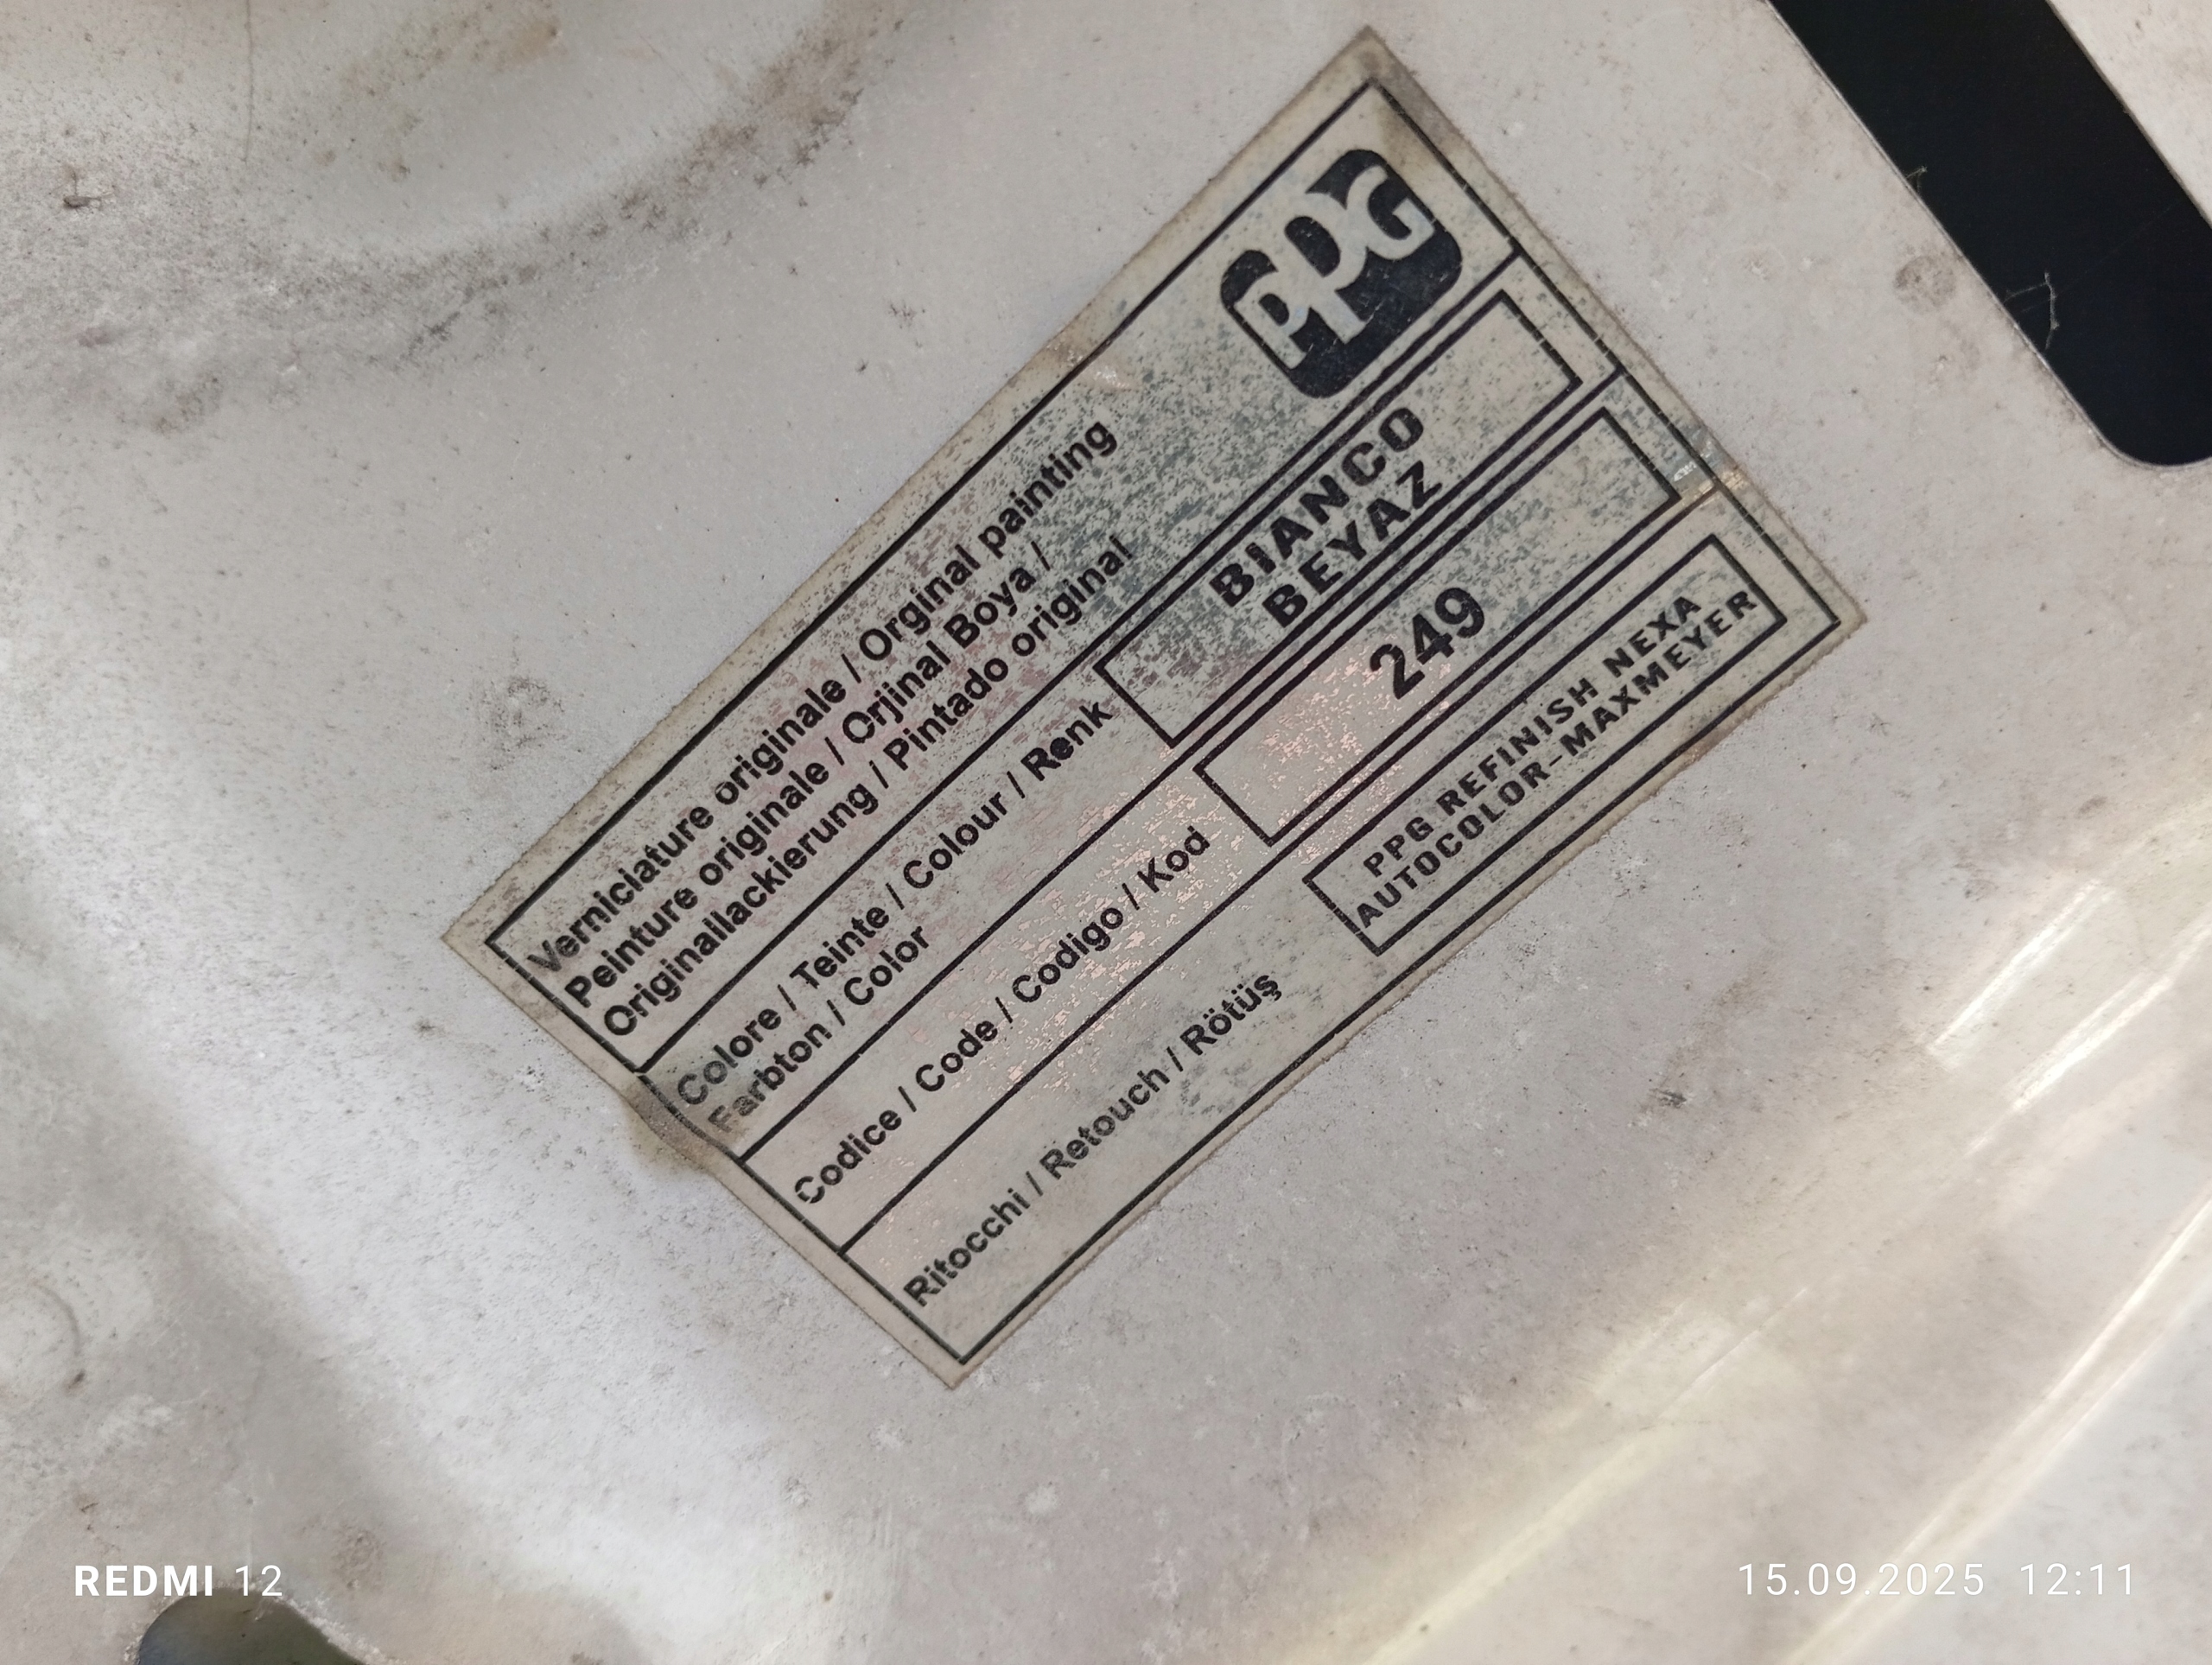 PPG
Verniciature originale / Orginal painting
Peinture originale / Orjinal Boya /
Originallackierung / Pintado original
Colore / Teinte / Colour / Renk
Farbton / Color
BIANCO
BEYAZ
Codice / Code / Codigo / Kod
249
Ritocchi / Retouch / Rötüş
PPG REFINISH NEXA
AUTOCOLOR-MAXMEYER
REDMI 12
15.09.2025 12:11